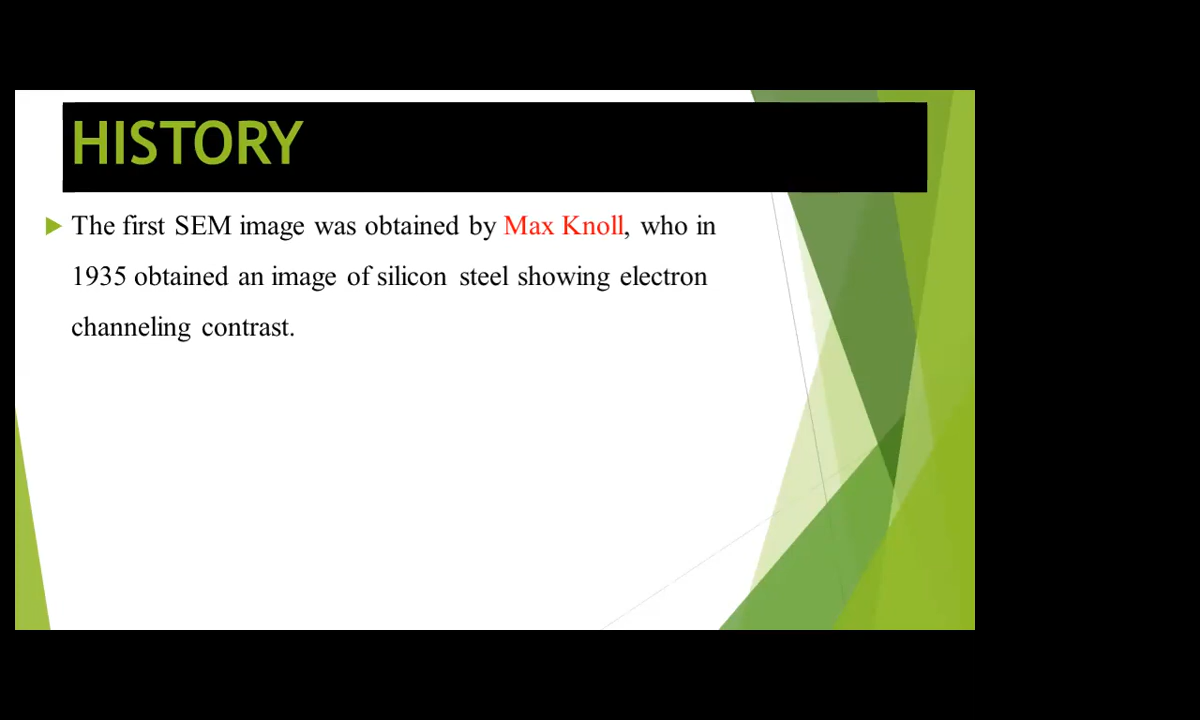 HISTORY
The first SEM image was obtained by Max Knoll, who in
1935 obtained an image of silicon steel showing electron
channeling contrast.